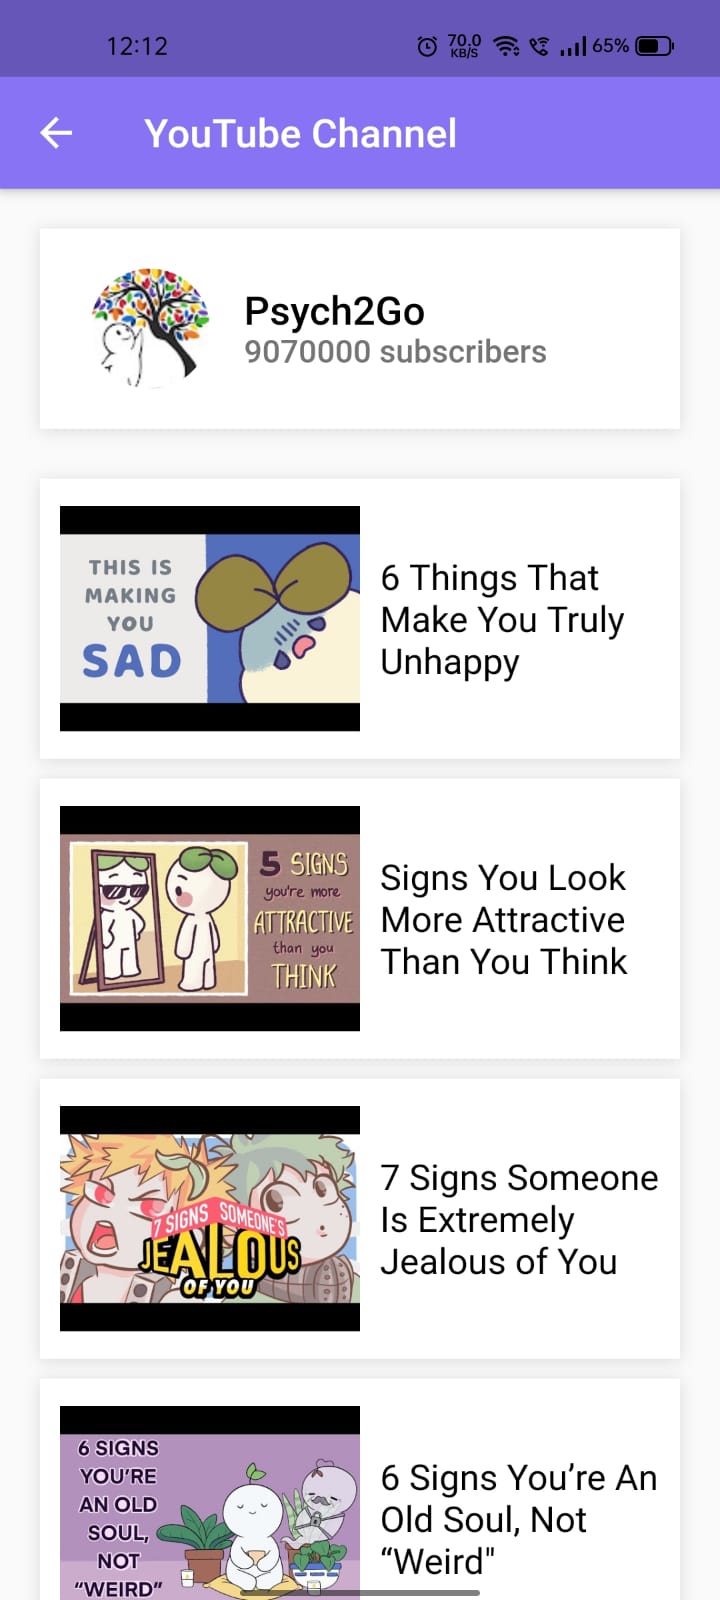 12:12
70.0
KB/S
65%
YouTube Channel
Psych2Go
9070000 subscribers
THIS IS
MAKING
YOU
SAD
6 Things That
Make You Truly
Unhappy
5 SIGNS
you're more
ATTRACTIVE
than you
THINK
Signs You Look
More Attractive
Than You Think
7 SIGNS SOMEONE'S
JEALOUS
OF YOU
7 Signs Someone
Is Extremely
Jealous of You
6 SIGNS
YOU'RE
AN OLD
SOUL,
NOT
“WEIRD”
6 Signs You’re An
Old Soul, Not
“Weird"